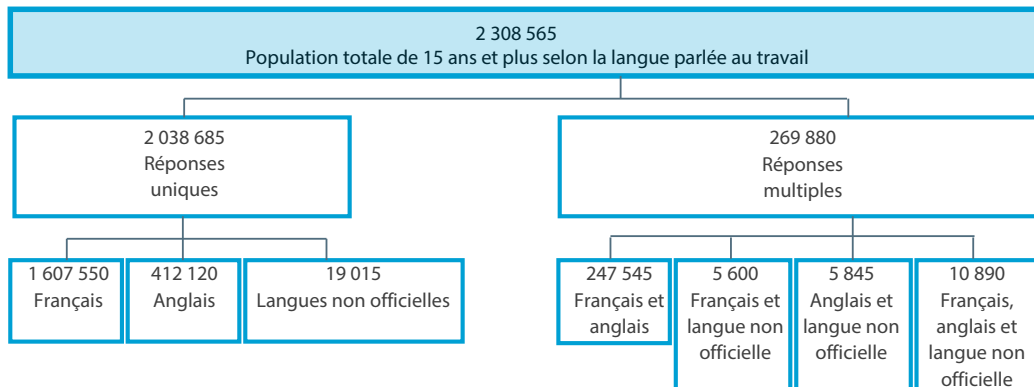 2 308 565
Population totale de 15 ans et plus selon la langue parlée au travail
2 038 685
Réponses
uniques
269 880
Réponses
multiples
1 607 550
Français
412 120
Anglais
19 015
Langues non officielles
247 545
Français et
anglais
5 600
Français et
langue non
officielle
5 845
Anglais et
langue non
officielle
10 890
Français,
anglais et
langue non
officielle